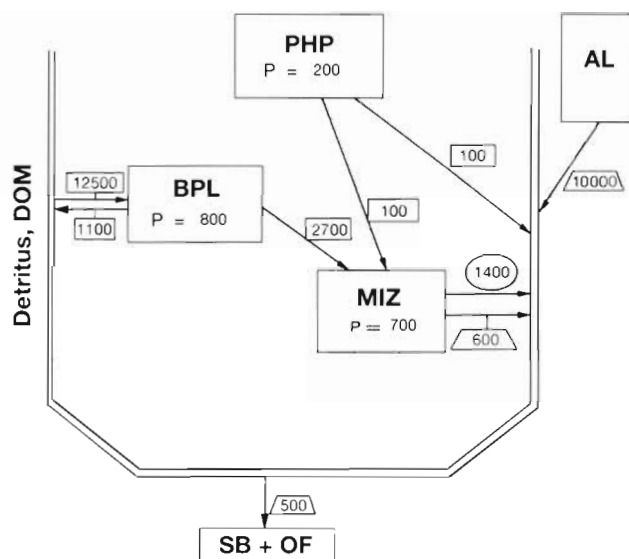 PHP
P = 200
AL
100
10000
12500
BPL
P = 800
1100
2700
100
MIZ
P = 700
1400
600
Detritus, DOM
500
SB + OF